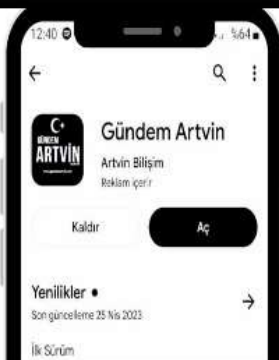 12:40
%64
GÜNDEM
ARTVİN
Gündem Artvin
Artvin Bilişim
Reklam içerir
Kaldır
Aç
Yenilikler •
Son güncelleme 25 Nis 2023
İlk Sürüm